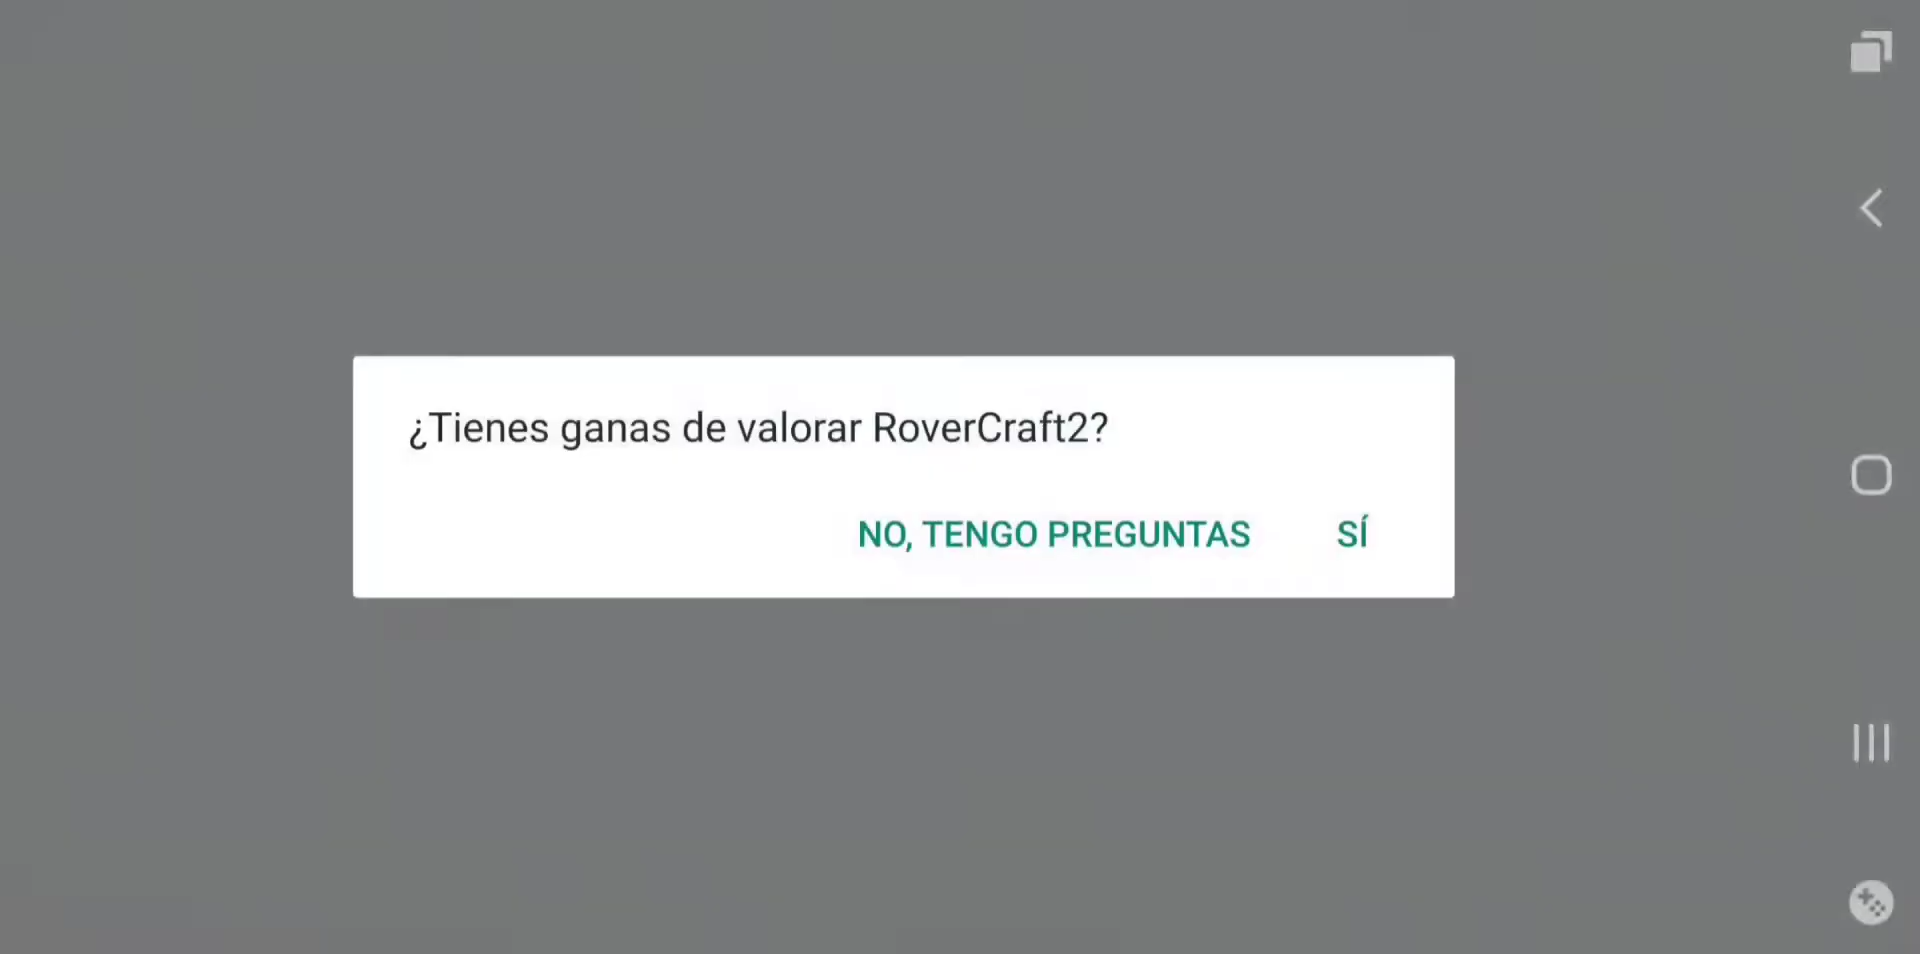 ¿Tienes ganas de valorar RoverCraft2?
NO, TENGO PREGUNTAS SÍ